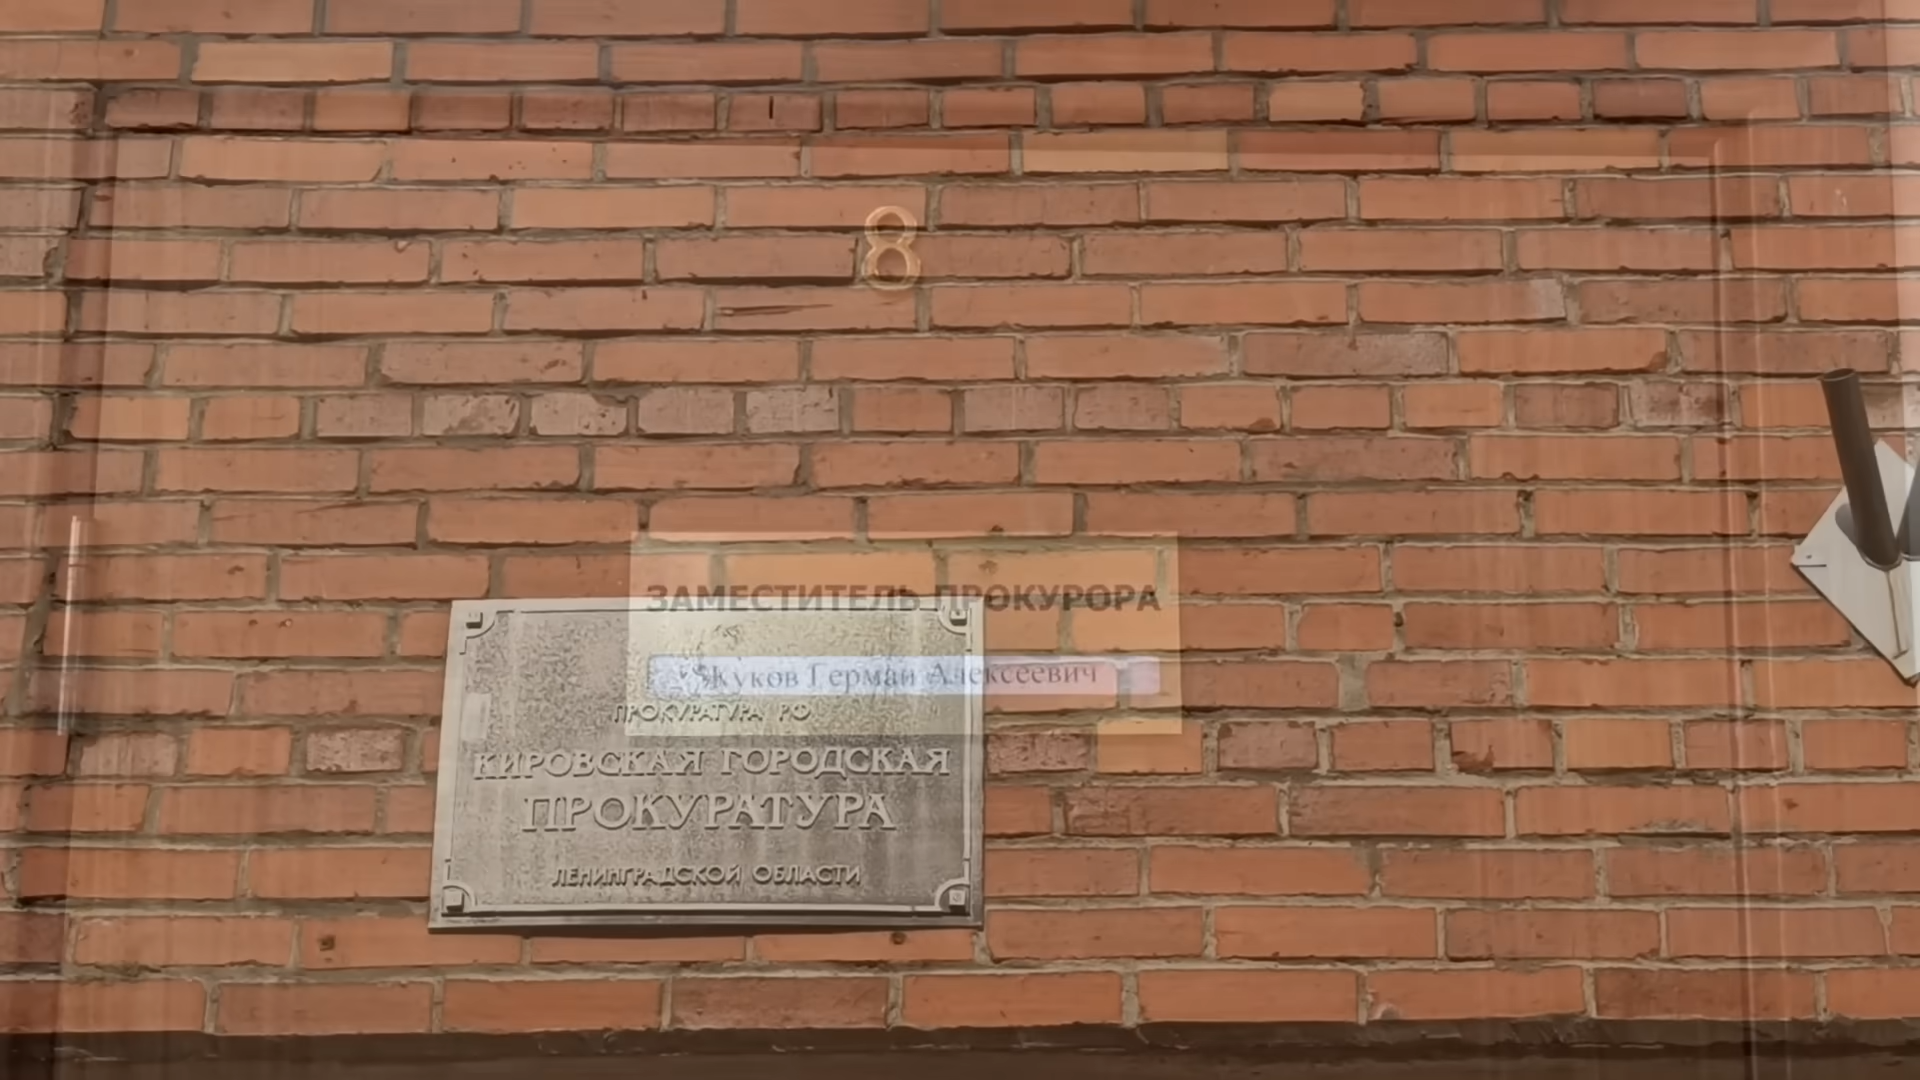 8
ЗАМЕСТИТЕЛЬ ПРОКУРОРА
Жуков Герман Алексеевич
ПРОКУРАТУРА РФ
КИРОВСКАЯ ГОРОДСКАЯ
ПРОКУРАТУРА
ЛЕНИНГРАДСКОЙ ОБЛАСТИ